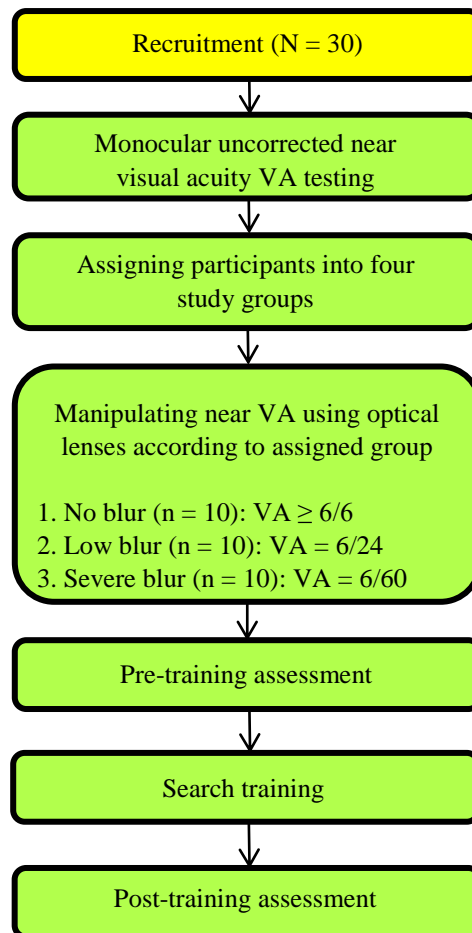 Recruitment (N = 30)
Monocular uncorrected near
visual acuity VA testing
Assigning participants into four
study groups
Manipulating near VA using optical
lenses according to assigned group
1. No blur (n = 10): VA ≥ 6/6
2. Low blur (n = 10): VA = 6/24
3. Severe blur (n = 10): VA = 6/60
Pre-training assessment
Search training
Post-training assessment